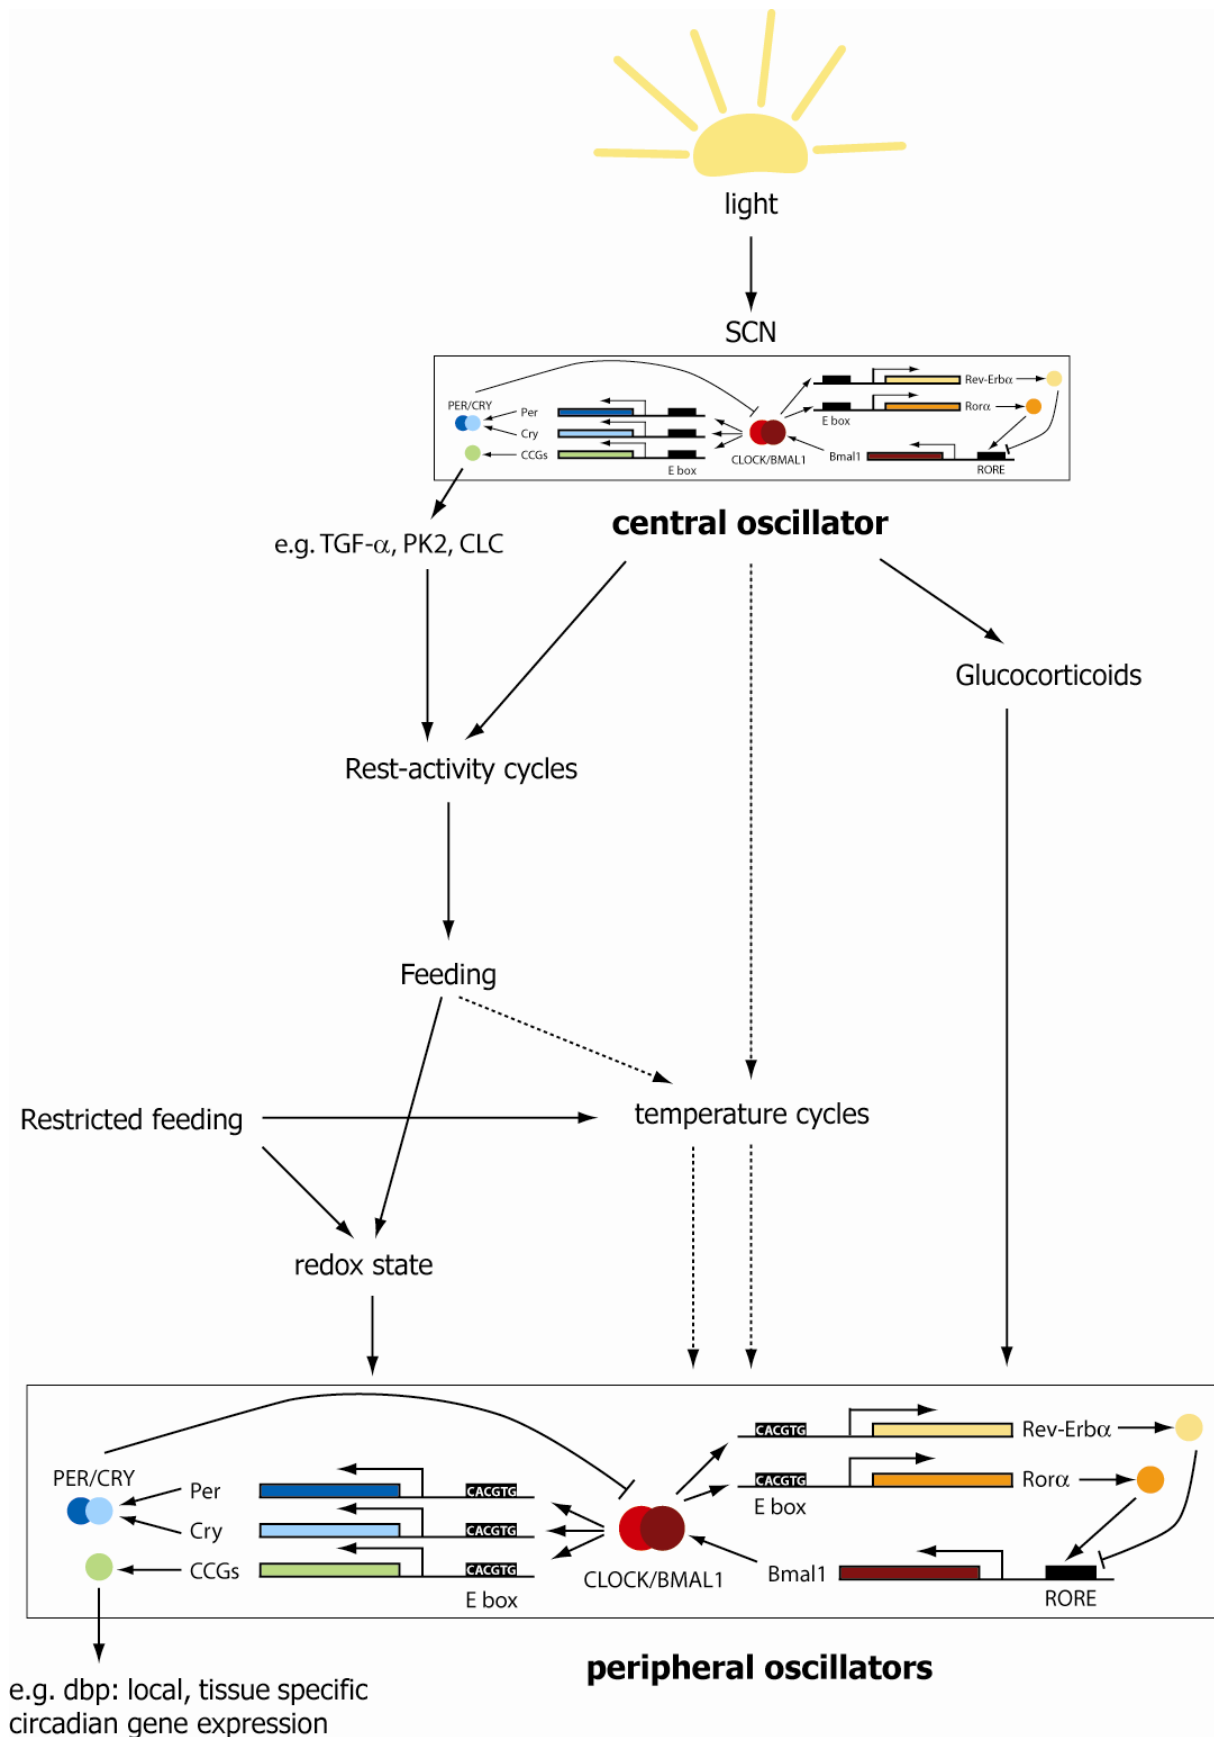 light
SCN
PER/CRY
Per
Cry
CCGs
E box
CLOCK/BMAL1
Rev-Erbα
Rorα
E box
Bmal1
RORE
central oscillator
e.g. TGF-α, PK2, CLC
Glucocorticoids
Rest-activity cycles
Feeding
Restricted feeding
temperature cycles
redox state
PER/CRY
Per
Cry
CCGs
CACGTG
CACGTG
CACGTG
E box
CLOCK/BMAL1
CACGTG
Rev-Erbα
CACGTG
Rorα
E box
Bmal1
RORE
peripheral oscillators
e.g. dbp: local, tissue specific
circadian gene expression